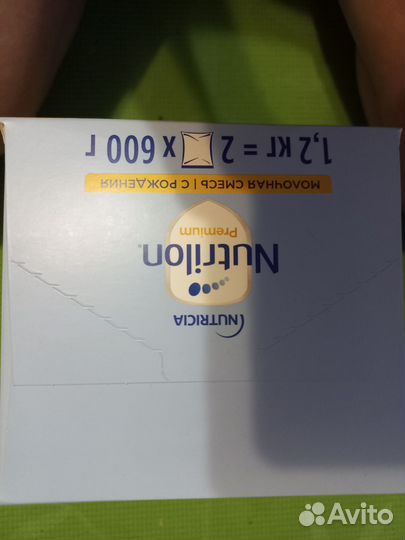 NUTRICIA
Nutrilon
Premium
МОЛОЧНАЯ СМЕСЬ | С РОЖДЕНИЯ
1,2 кг = 2 x 600 г
Avito